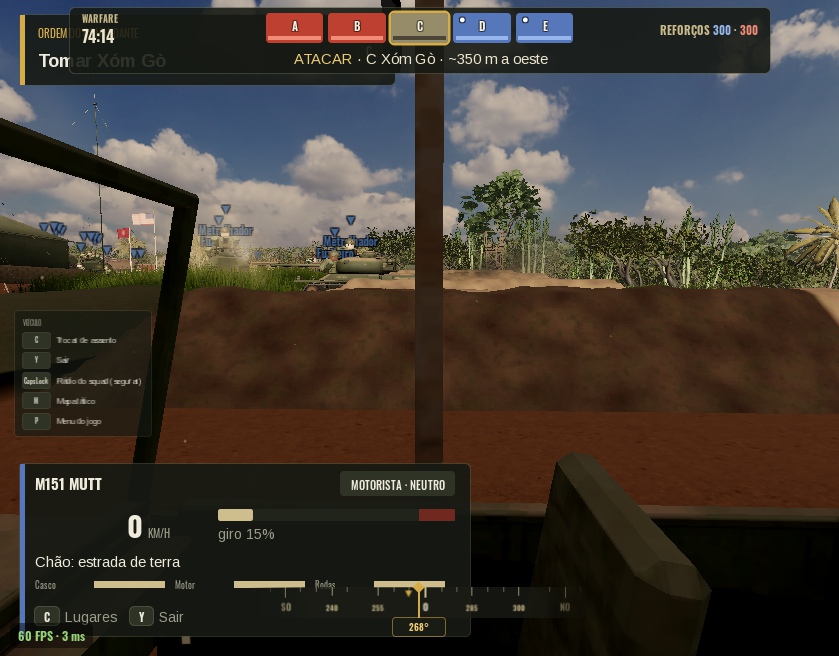 WARFARE
74:14
A B C D E
REFORÇOS 300 · 300
Tomar Xóm Gò
ATACAR · C Xóm Gò · ~350 m a oeste
VEÍCULO
C Trocar de assento
Y Sair
CapsLock Rádio do squad (segurar)
M Mapa tático
P Menu do jogo
M151 MUTT
MOTORISTA · NEUTRO
0 KM/H
giro 15%
Chão: estrada de terra
Casco Motor Rodas
C Lugares Y Sair
SO 240 255 O 285 300 NO
268°
60 FPS · 3 ms